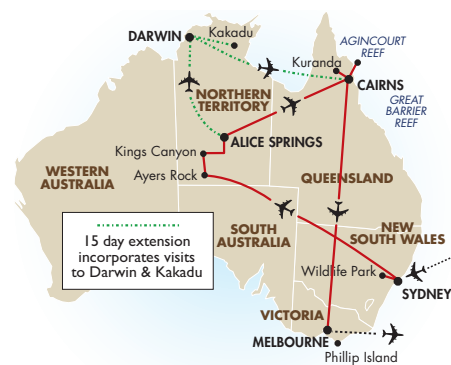 DARWIN
Kakadu
AGINCOURT
REEF
Kuranda
CAIRNS
GREAT
BARRIER
REEF
NORTHERN
TERRITORY
ALICE SPRINGS
Kings Canyon
WESTERN
AUSTRALIA
Ayers Rock
QUEENSLAND
15 day extension
incorporates visits
to Darwin & Kakadu
SOUTH
AUSTRALIA
NEW
SOUTH WALES
Wildlife Park
SYDNEY
VICTORIA
MELBOURNE
Phillip Island